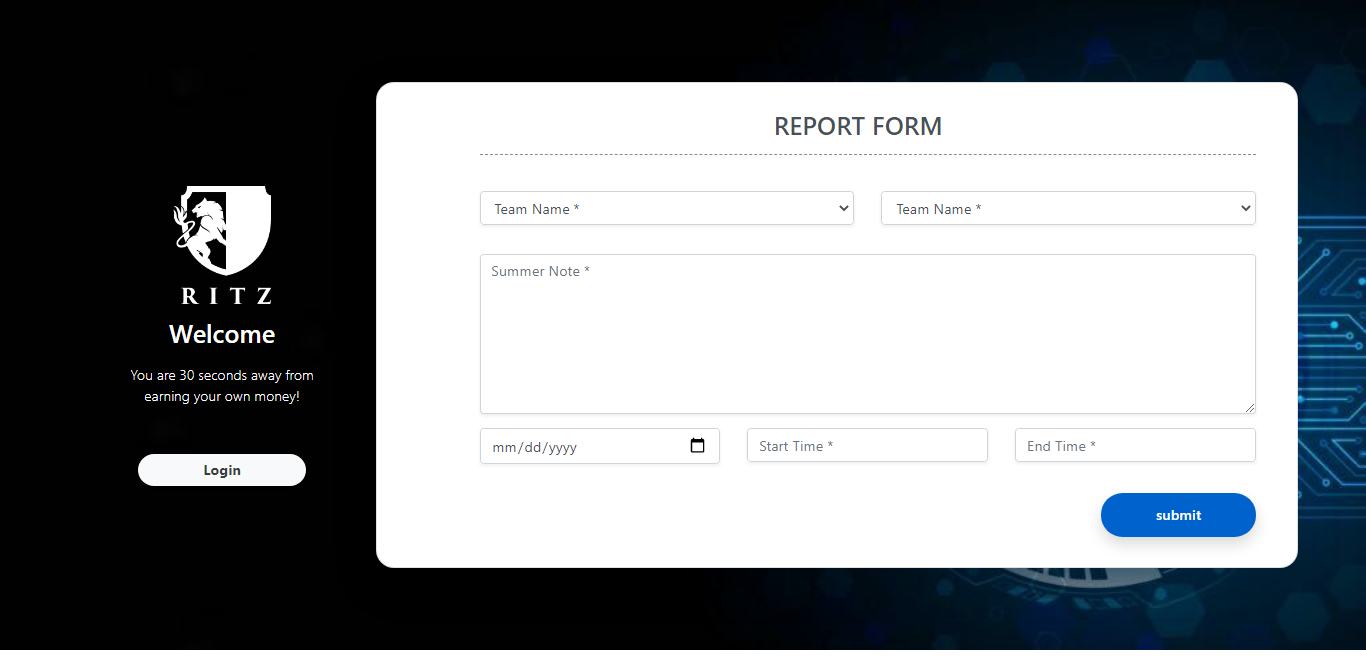 REPORT FORM
Team Name *
Team Name *
Summer Note *
RITZ
Welcome
You are 30 seconds away from
earning your own money!
mm/dd/yyyy
Start Time *
End Time *
Login
submit